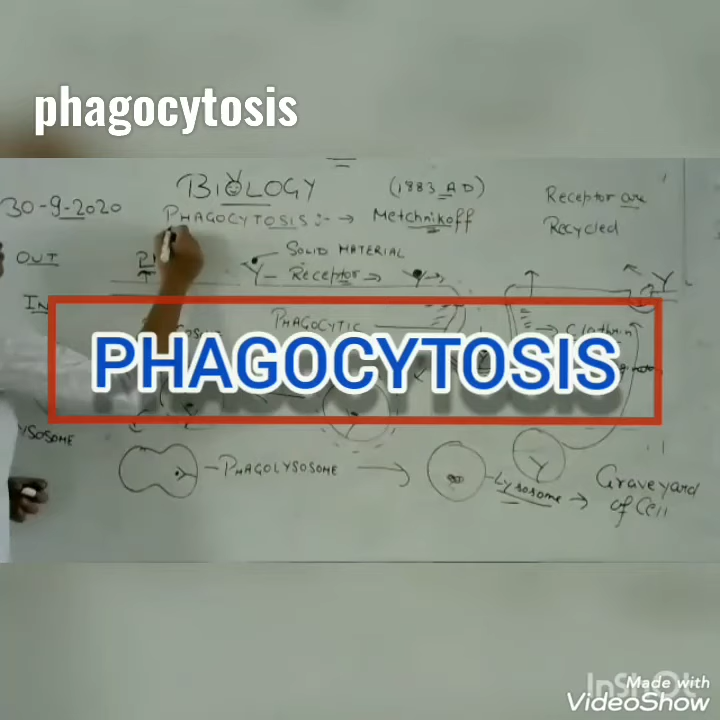 phagocytosis
BIOLOGY
(1883 AD)
Receptor are
Recycled
30-9-2020
PHAGOCYTOSIS :- → Metchnikoff
OUT
SOLID MATERIAL
Y- Receptor →
Y
IN
PHAGOCYTIC
→ Clathrin
PHAGOCYTOSIS
-PHAGOLYSOSOME
Y
-Lysosome →
Graveyard
of Cell
InShOt
Made with
VideoShow